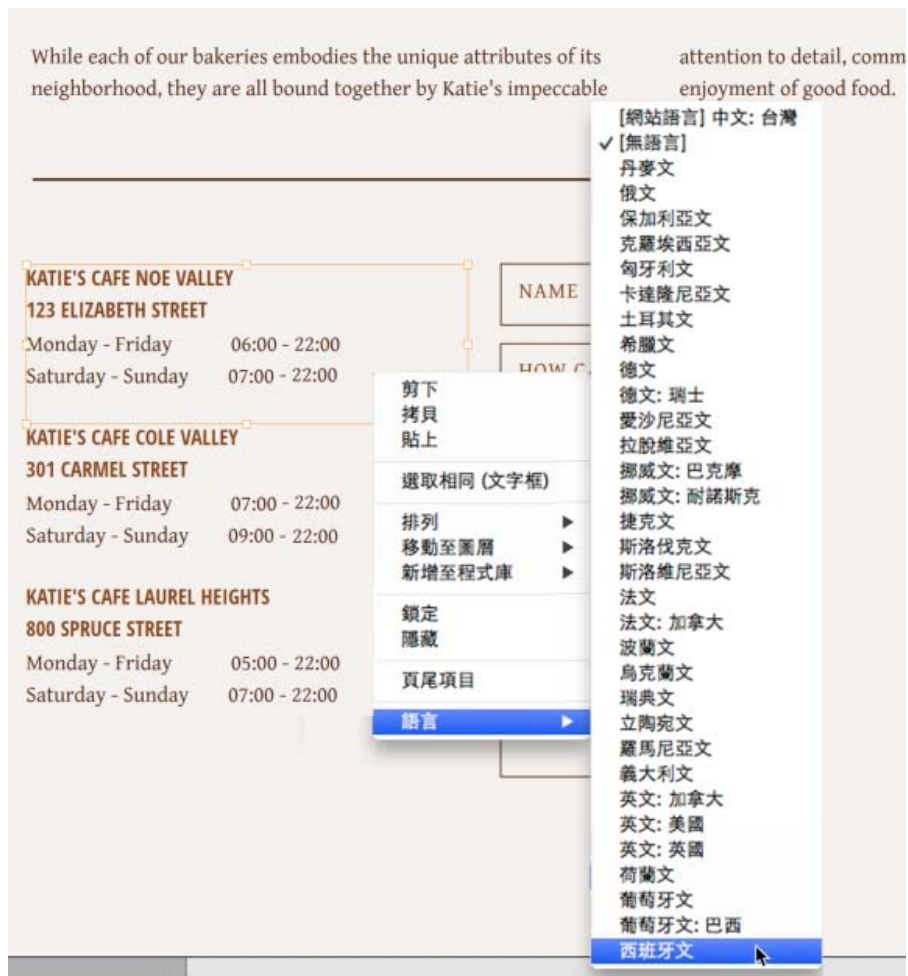 While each of our bakeries embodies the unique attributes of its
neighborhood, they are all bound together by Katie's impeccable
attention to detail, comm
enjoyment of good food.
KATIE'S CAFE NOE VALLEY
123 ELIZABETH STREET
Monday - Friday 06:00 - 22:00
Saturday - Sunday 07:00 - 22:00
KATIE'S CAFE COLE VALLEY
301 CARMEL STREET
Monday - Friday 07:00 - 22:00
Saturday - Sunday 09:00 - 22:00
KATIE'S CAFE LAUREL HEIGHTS
800 SPRUCE STREET
Monday - Friday 05:00 - 22:00
Saturday - Sunday 07:00 - 22:00
NAME
HOW C
剪下
拷貝
貼上
選取相同 (文字框)
排列
移動至圖層
新增至程式庫
鎖定
隱藏
頁尾項目
語言
[網站語言] 中文: 台灣
✓ [無語言]
丹麥文
俄文
保加利亞文
克羅埃西亞文
匈牙利文
卡達隆尼亞文
土耳其文
希臘文
德文
德文: 瑞士
愛沙尼亞文
拉脫維亞文
挪威文: 巴克摩
挪威文: 耐諾斯克
捷克文
斯洛伐克文
斯洛維尼亞文
法文
法文: 加拿大
波蘭文
烏克蘭文
瑞典文
立陶宛文
羅馬尼亞文
義大利文
英文: 加拿大
英文: 美國
英文: 英國
荷蘭文
葡萄牙文
葡萄牙文: 巴西
西班牙文